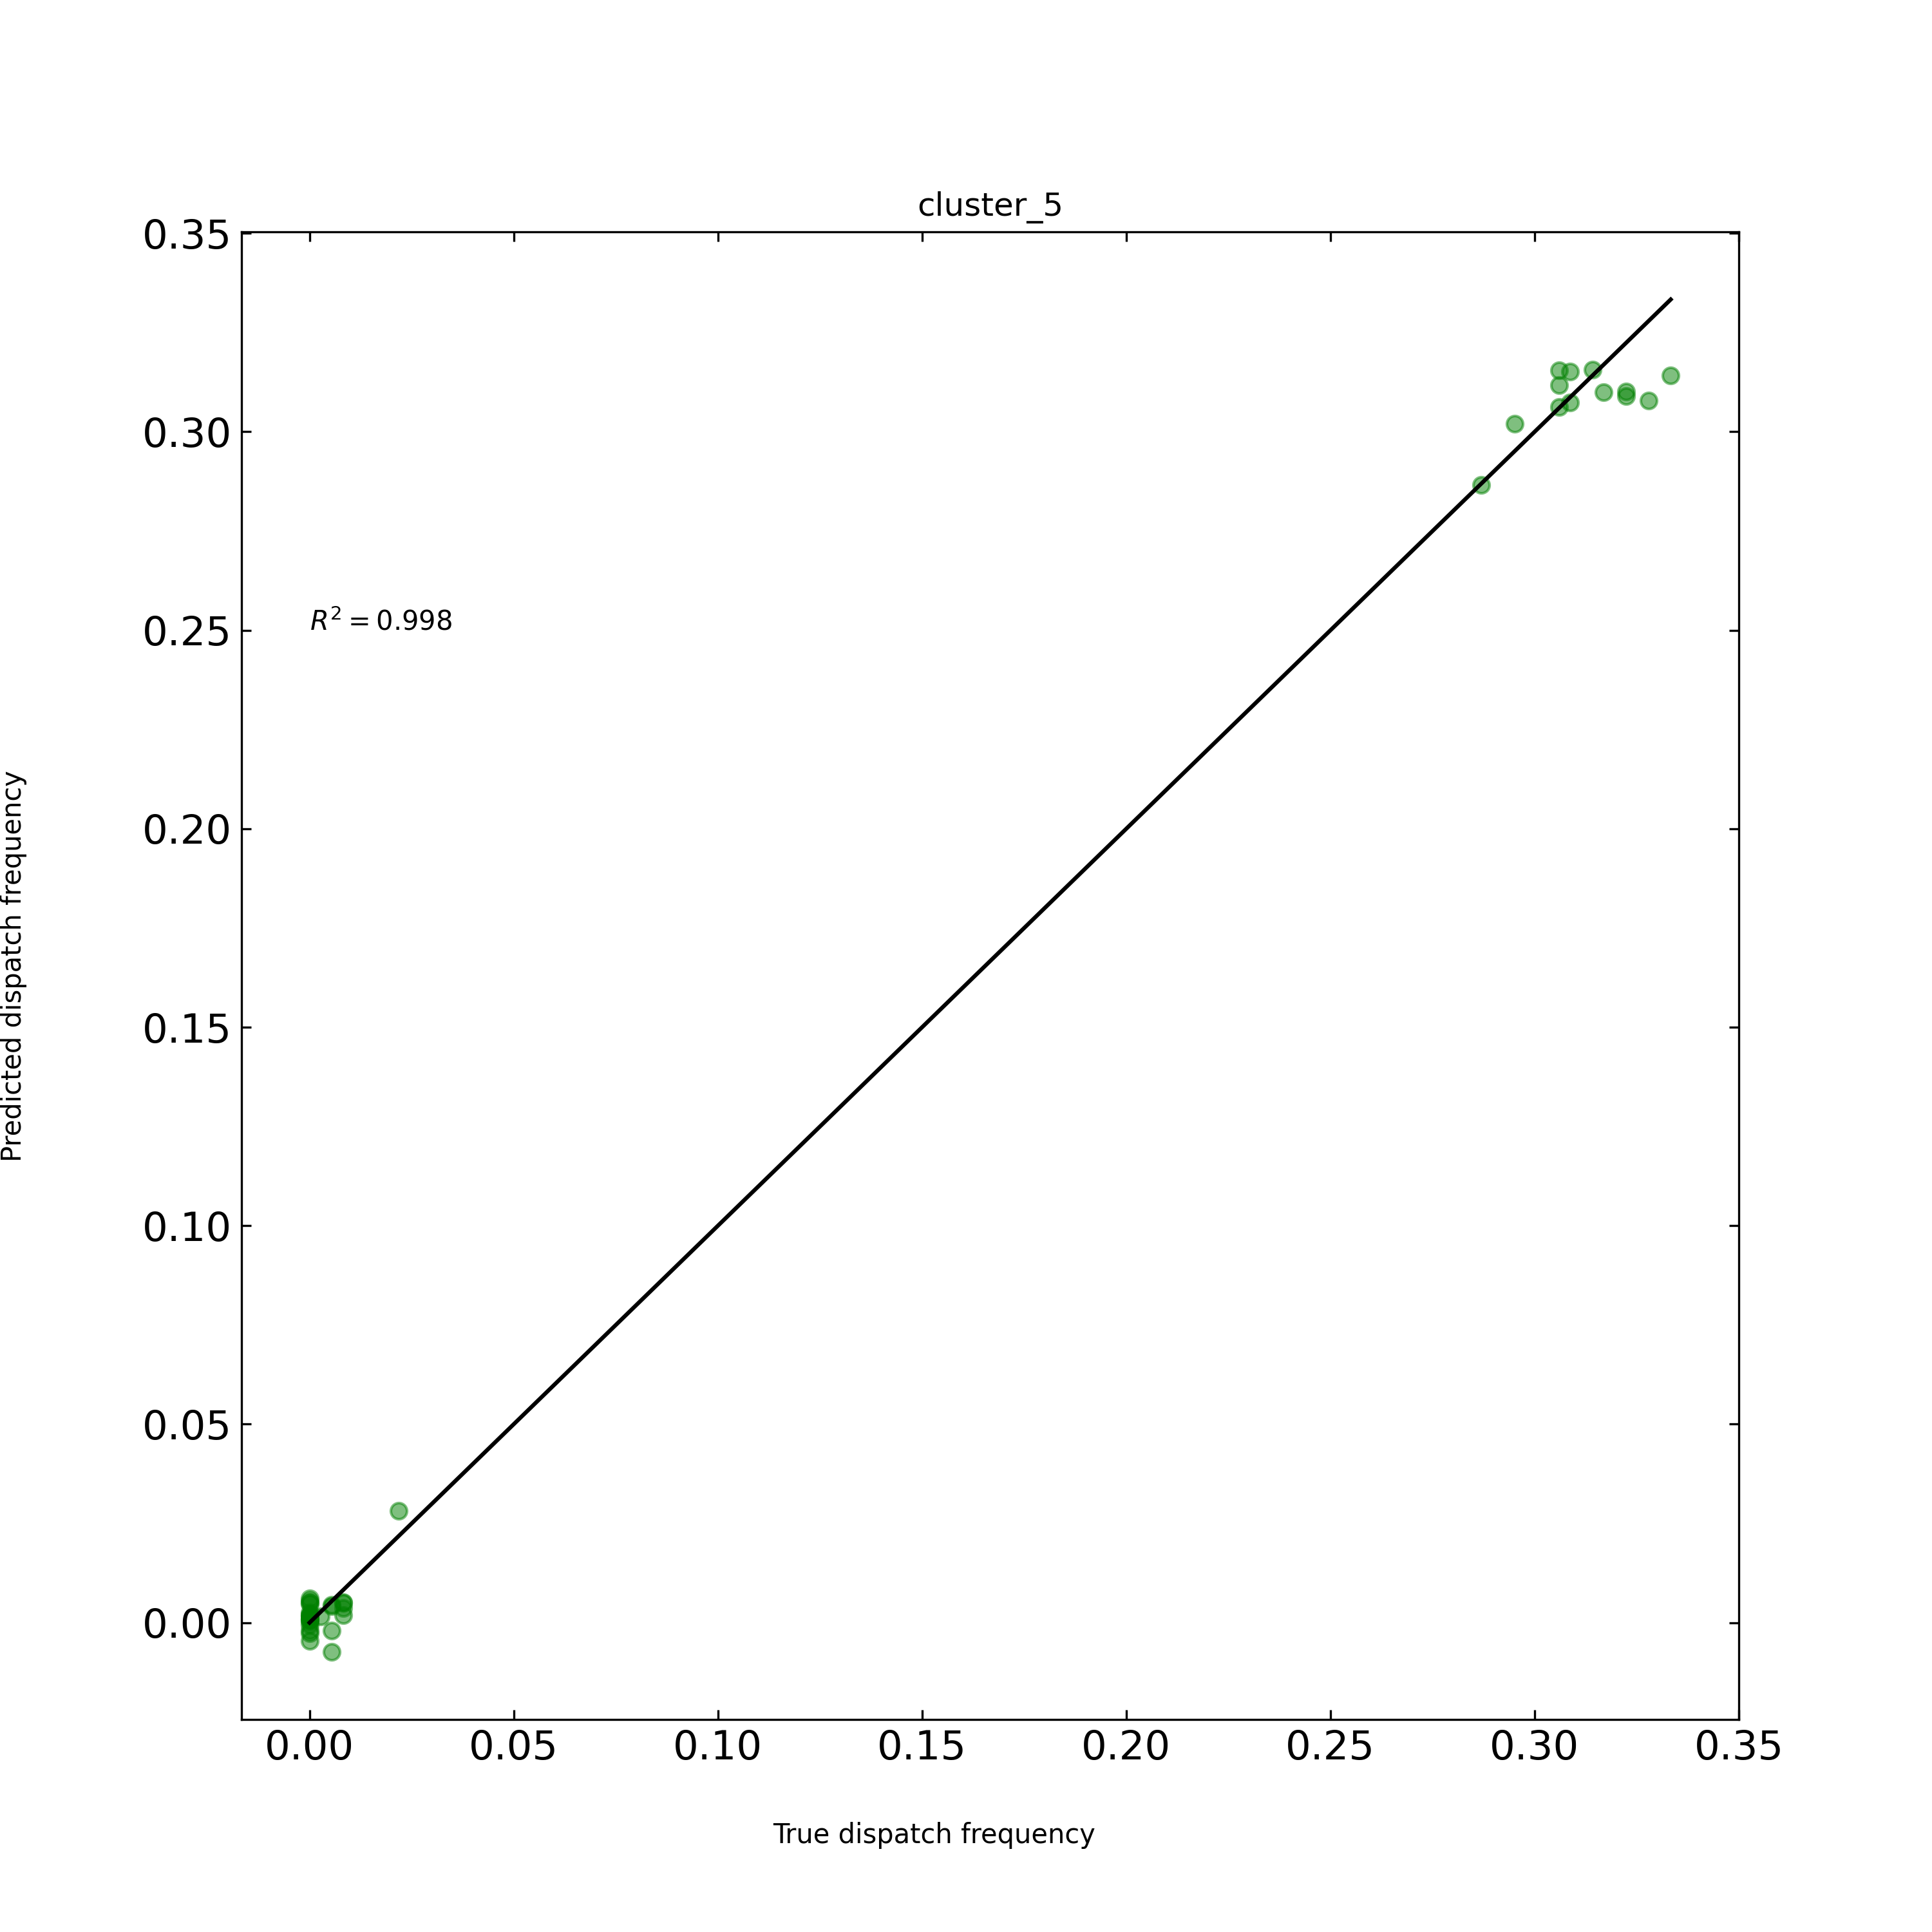 cluster_5
0.35
0.30
0.25
0.20
0.15
0.10
0.05
0.00
R² = 0.998
Predicted dispatch frequency
0.00 0.05 0.10 0.15 0.20 0.25 0.30 0.35
True dispatch frequency